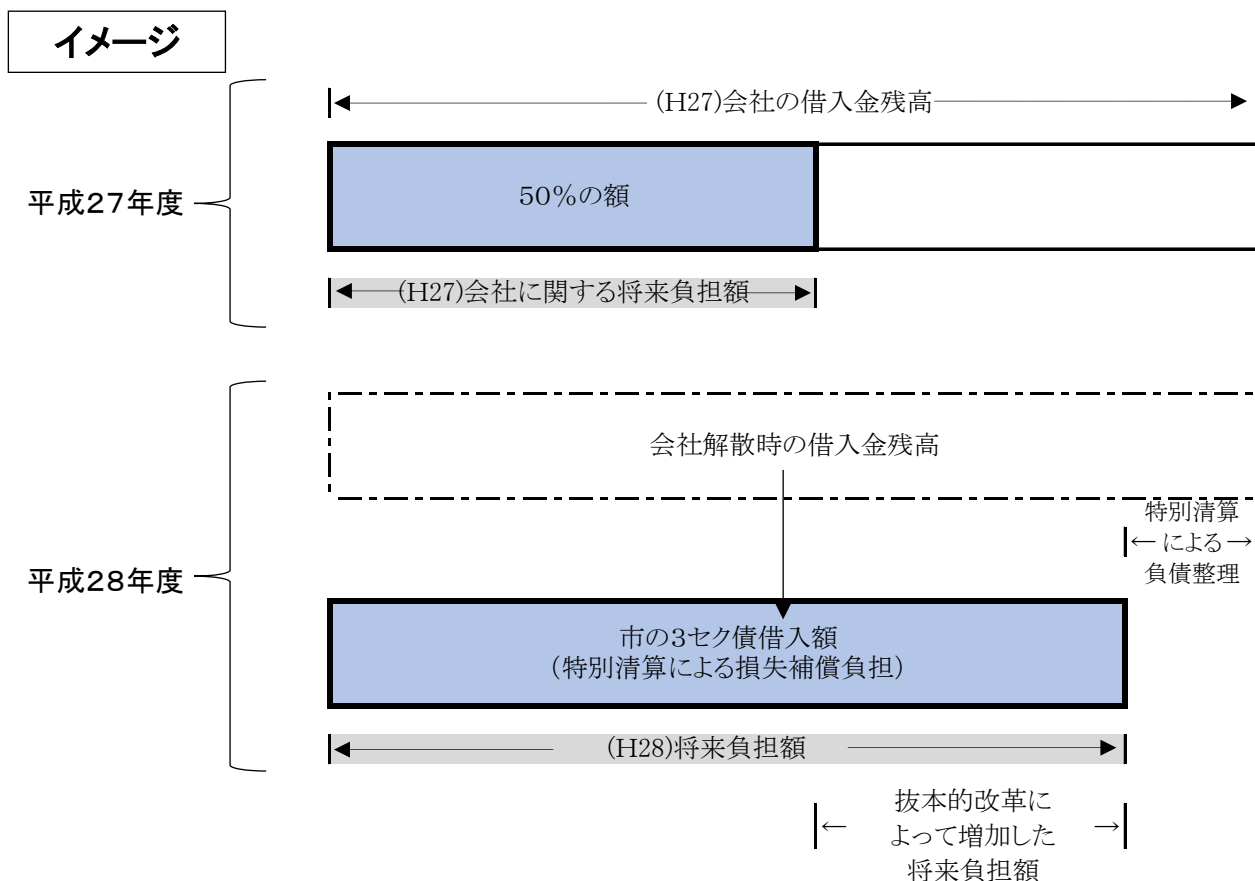 イメージ
(H27)会社の借入金残高
平成27年度
50%の額
(H27)会社に関する将来負担額
会社解散時の借入金残高
特別清算
← による →
負債整理
平成28年度
市の3セク債借入額
(特別清算による損失補償負担)
(H28)将来負担額
抜本的改革に
← よって増加した →
将来負担額